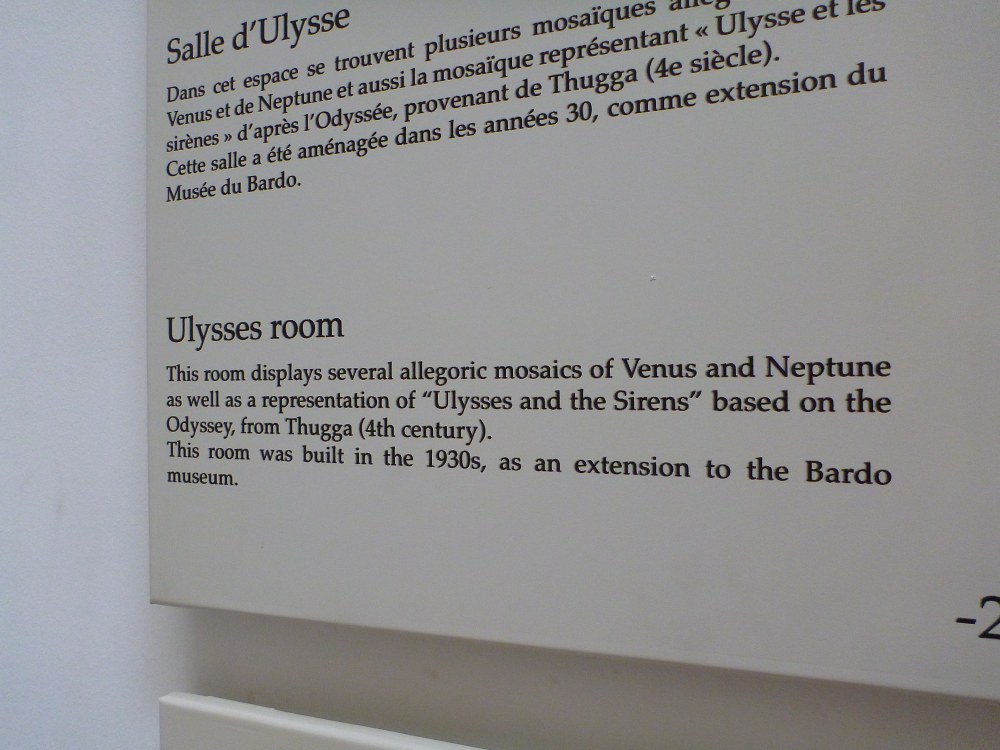 Salle d'Ulysse
Dans cet espace se trouvent plusieurs mosaïques
Venus et de Neptune et aussi la mosaïque représentant « Ulysse et les
sirènes » d'après l'Odyssée, provenant de Thugga (4e siècle).
Cette salle a été aménagée dans les années 30, comme extension du
Musée du Bardo.
Ulysses room
This room displays several allegoric mosaics of Venus and Neptune
as well as a representation of “Ulysses and the Sirens” based on the
Odyssey, from Thugga (4th century).
This room was built in the 1930s, as an extension to the Bardo
museum.
-2